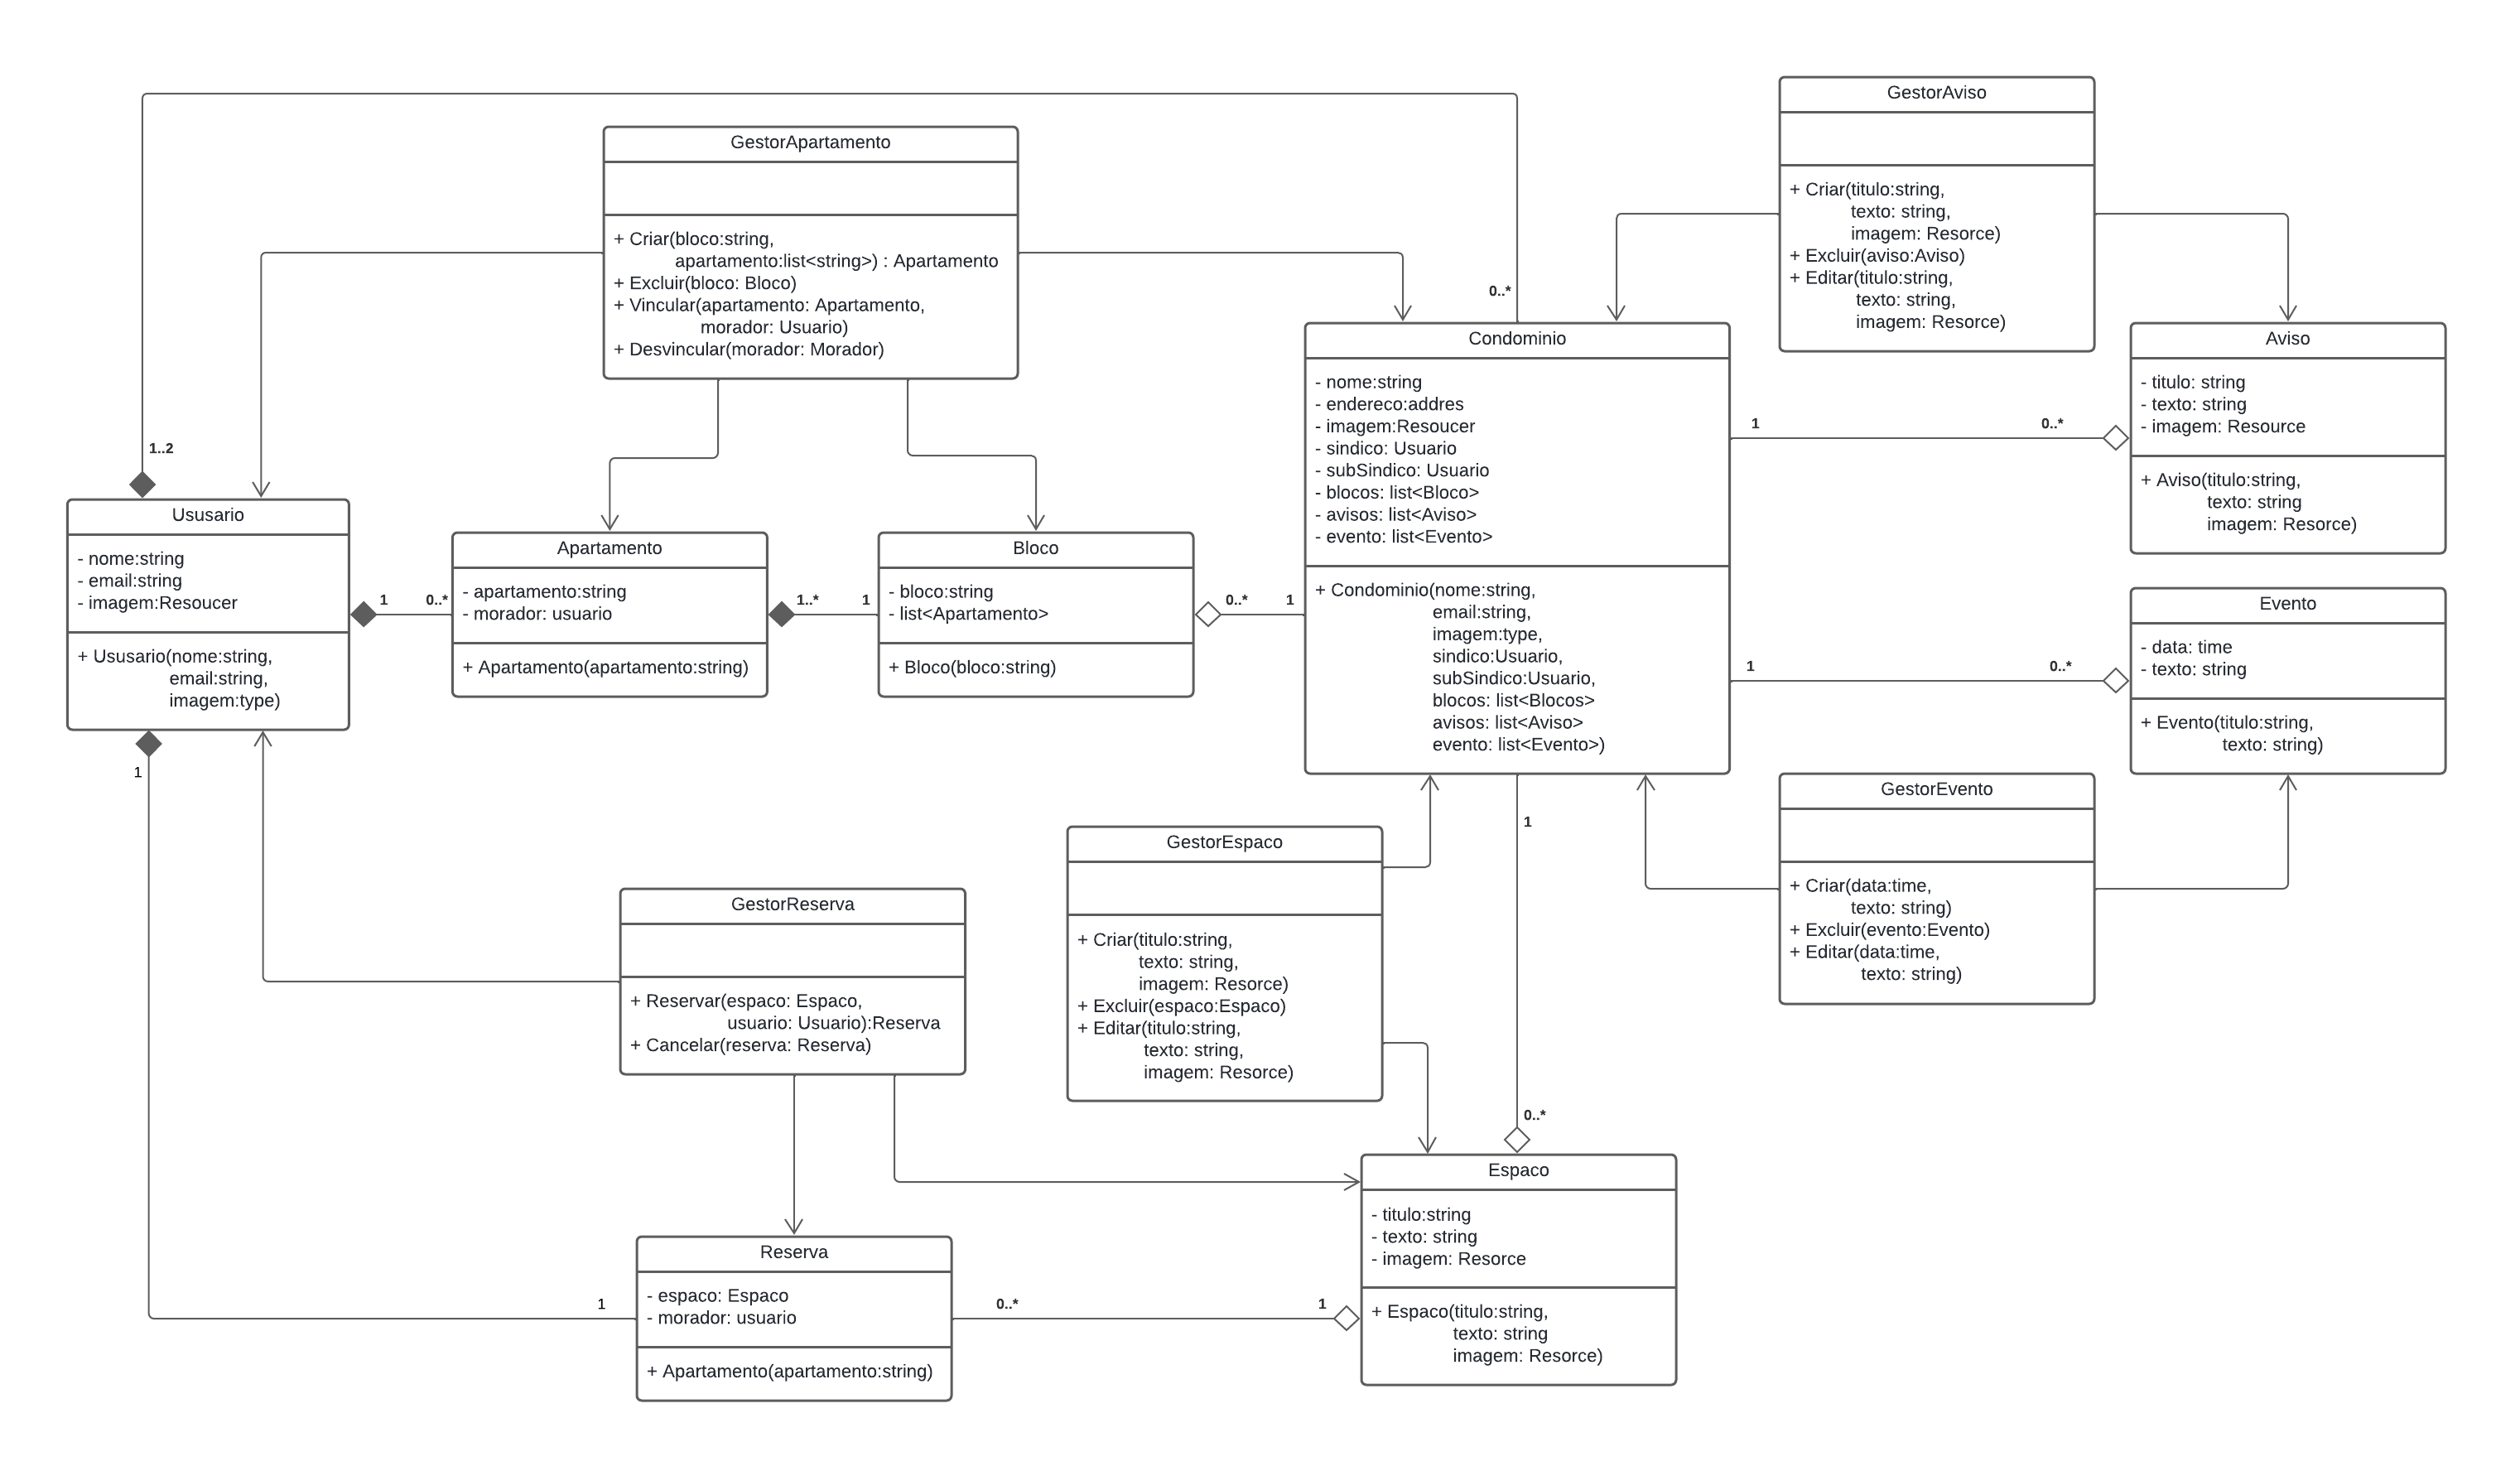 GestorAviso
+ Criar(titulo:string,
texto: string,
imagem: Resorce)
+ Excluir(aviso:Aviso)
+ Editar(titulo:string,
texto: string,
imagem: Resorce)
GestorApartamento
+ Criar(bloco:string,
apartamento:list<string>) : Apartamento
+ Excluir(bloco: Bloco)
+ Vincular(apartamento: Apartamento,
morador: Usuario)
+ Desvincular(morador: Morador)
0..*
1..2
Condominio
- nome:string
- endereco:addres
- imagem:Resoucer
- sindico: Usuario
- subSindico: Usuario
- blocos: list<Bloco>
- avisos: list<Aviso>
- evento: list<Evento>
+ Condominio(nome:string,
email:string,
imagem:type,
sindico:Usuario,
subSindico:Usuario,
blocos: list<Blocos>
avisos: list<Aviso>
evento: list<Evento>)
1
0..*
Aviso
- titulo: string
- texto: string
- imagem: Resource
+ Aviso(titulo:string,
texto: string
imagem: Resorce)
Ususario
- nome:string
- email:string
- imagem:Resoucer
+ Ususario(nome:string,
email:string,
imagem:type)
1
0..*
Apartamento
- apartamento:string
- morador: usuario
+ Apartamento(apartamento:string)
1..*
1
Bloco
- bloco:string
- list<Apartamento>
+ Bloco(bloco:string)
0..*
1
1
0..*
Evento
- data: time
- texto: string
+ Evento(titulo:string,
texto: string)
1
GestorEvento
+ Criar(data:time,
texto: string)
+ Excluir(evento:Evento)
+ Editar(data:time,
texto: string)
1
GestorEspaco
+ Criar(titulo:string,
texto: string,
imagem: Resorce)
+ Excluir(espaco:Espaco)
+ Editar(titulo:string,
texto: string,
imagem: Resorce)
GestorReserva
+ Reservar(espaco: Espaco,
usuario: Usuario):Reserva
+ Cancelar(reserva: Reserva)
0..*
Espaco
- titulo:string
- texto: string
- imagem: Resorce
+ Espaco(titulo:string,
texto: string
imagem: Resorce)
Reserva
- espaco: Espaco
- morador: usuario
+ Apartamento(apartamento:string)
1
0..*
1